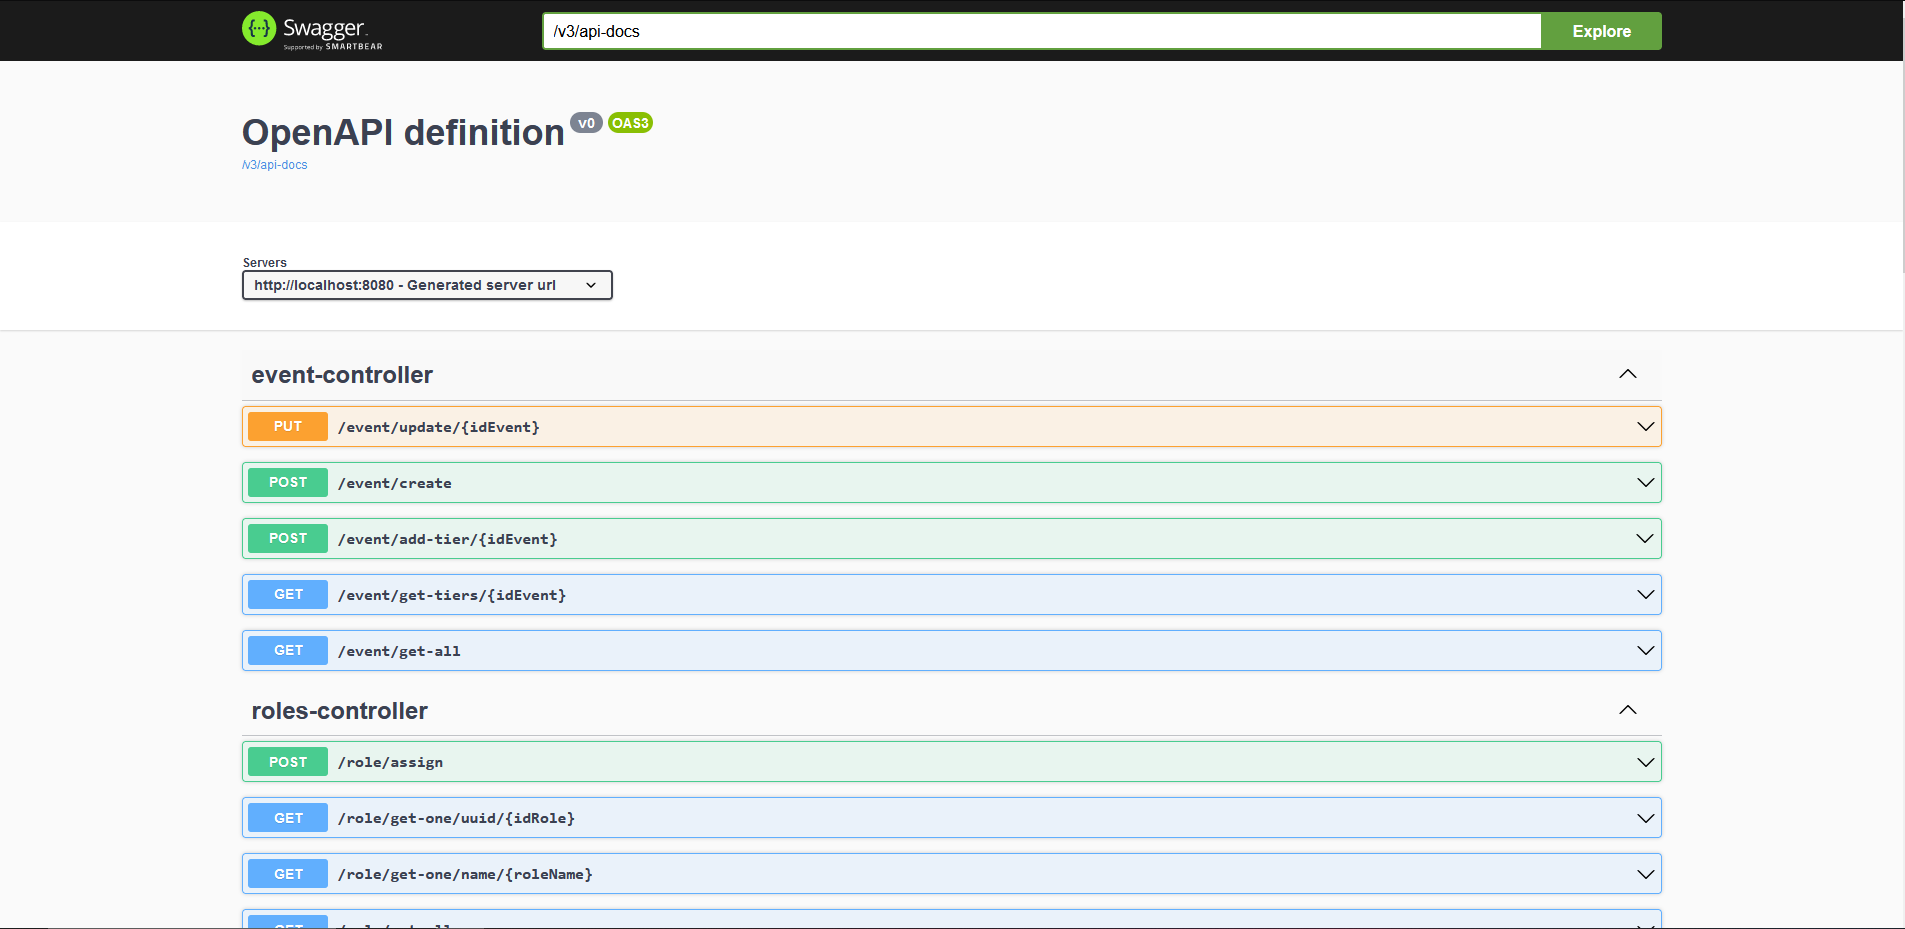 Swagger
Supported by SMARTBEAR
/v3/api-docs
Explore
OpenAPI definition
v0
OAS3
/v3/api-docs
Servers
http://localhost:8080 - Generated server url
event-controller
PUT /event/update/{idEvent}
POST /event/create
POST /event/add-tier/{idEvent}
GET /event/get-tiers/{idEvent}
GET /event/get-all
roles-controller
POST /role/assign
GET /role/get-one/uuid/{idRole}
GET /role/get-one/name/{roleName}
GET